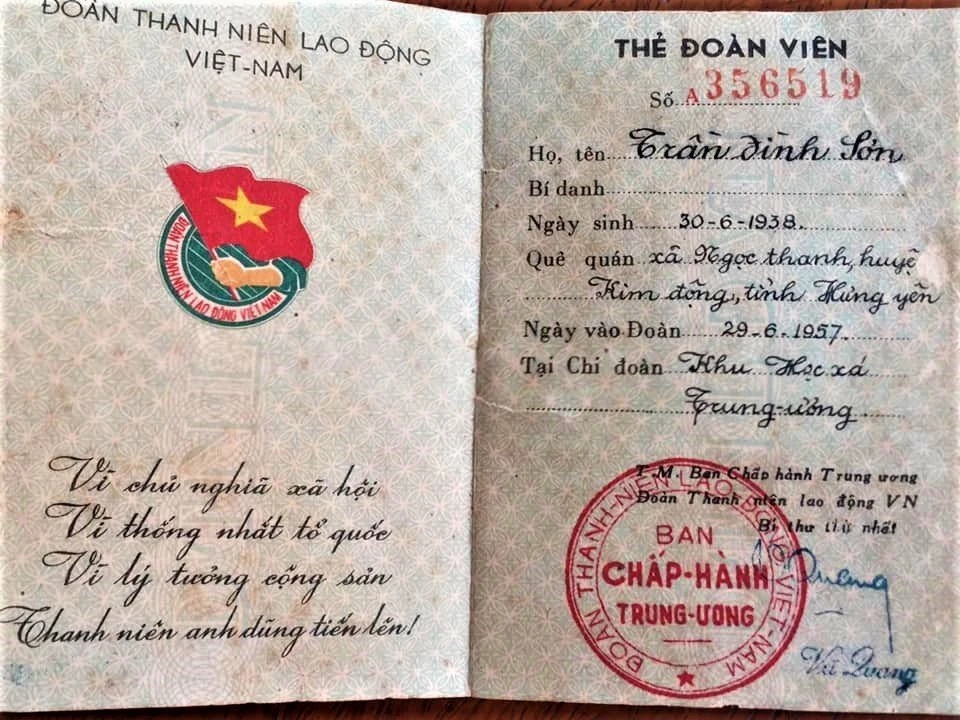 ĐOÀN THANH NIÊN LAO ĐỘNG
VIỆT-NAM
ĐOÀN THANH NIÊN LAO ĐỘNG VIỆT NAM
Vì chủ nghĩa xã hội
Vì thống nhất tổ quốc
Vì lý tưởng cộng sản
Thanh niên anh dũng tiến lên!
THẺ ĐOÀN VIÊN
Số A 356519
Họ, tên Trần đình Sơn
Bí danh
Ngày sinh 30-6-1938
Quê quán xã Ngọc thanh, huyệ
Kim động, tỉnh Hưng yên
Ngày vào Đoàn 29-6-1957
Tại Chi đoàn Khu Học xá
Trung-ương
T.M. Ban Chấp hành Trung ương
Đoàn Thanh niên lao động VN
Bí thư thứ nhất
ĐOÀN THANH-NIÊN LAO-ĐỘNG VIỆT-NAM
BAN
CHẤP-HÀNH
TRUNG-ƯƠNG
Vũ Quang